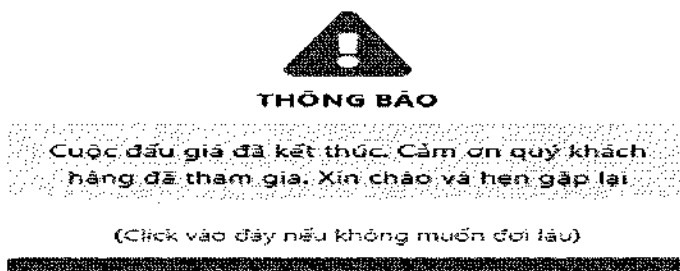 THÔNG BÁO
Cuộc đấu giá đã kết thúc. Cảm ơn quý khách
hàng đã tham gia. Xin chào và hẹn gặp lại
(Click vào đây nếu không muốn đợi lâu)